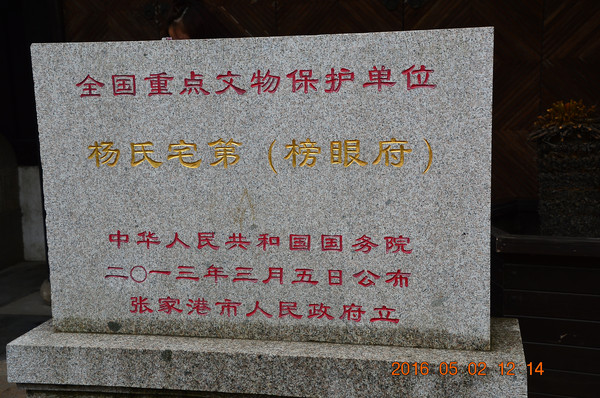 全国重点文物保护单位
杨氏宅第（榜眼府）
中华人民共和国国务院
二〇一三年三月五日公布
张家港市人民政府立
2016 05 02 12 14